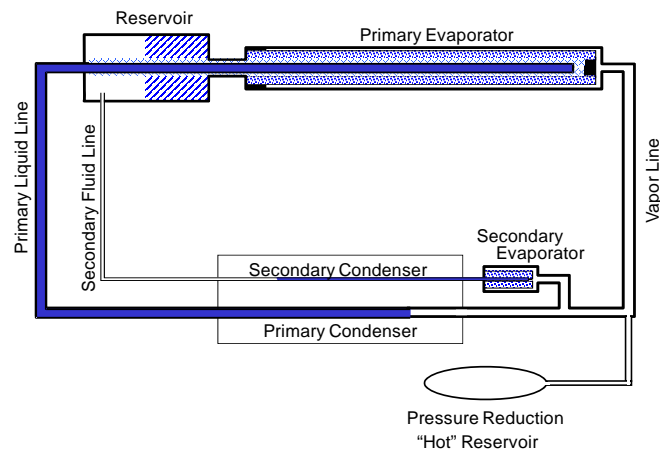 Reservoir
Primary Evaporator
Primary Liquid Line
Secondary Fluid Line
Vapor Line
Secondary
Evaporator
Secondary Condenser
Primary Condenser
Pressure Reduction
“Hot” Reservoir